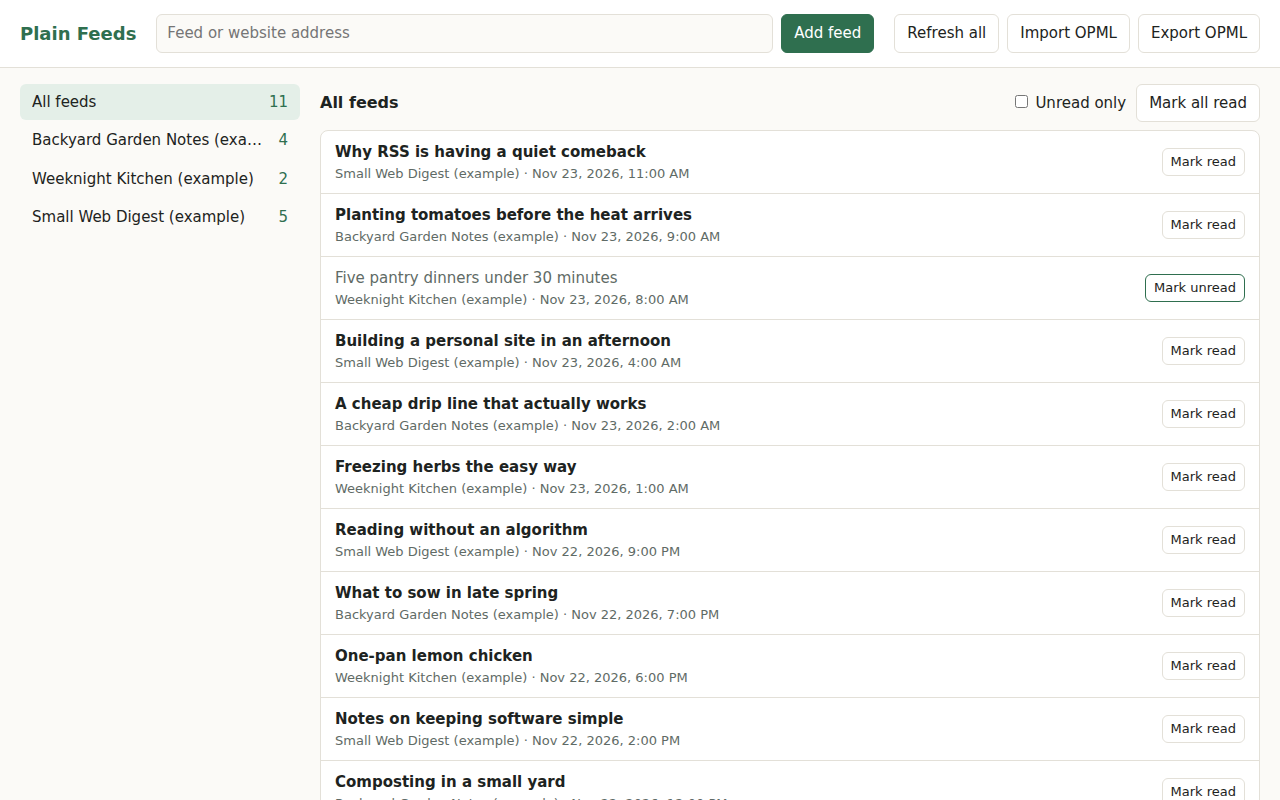 Plain Feeds
Feed or website address
Add feed
Refresh all
Import OPML
Export OPML
All feeds 11
Backyard Garden Notes (exa… 4
Weeknight Kitchen (example) 2
Small Web Digest (example) 5
All feeds
Unread only
Mark all read
Why RSS is having a quiet comeback
Small Web Digest (example) · Nov 23, 2026, 11:00 AM
Mark read
Planting tomatoes before the heat arrives
Backyard Garden Notes (example) · Nov 23, 2026, 9:00 AM
Mark read
Five pantry dinners under 30 minutes
Weeknight Kitchen (example) · Nov 23, 2026, 8:00 AM
Mark unread
Building a personal site in an afternoon
Small Web Digest (example) · Nov 23, 2026, 4:00 AM
Mark read
A cheap drip line that actually works
Backyard Garden Notes (example) · Nov 23, 2026, 2:00 AM
Mark read
Freezing herbs the easy way
Weeknight Kitchen (example) · Nov 23, 2026, 1:00 AM
Mark read
Reading without an algorithm
Small Web Digest (example) · Nov 22, 2026, 9:00 PM
Mark read
What to sow in late spring
Backyard Garden Notes (example) · Nov 22, 2026, 7:00 PM
Mark read
One-pan lemon chicken
Weeknight Kitchen (example) · Nov 22, 2026, 6:00 PM
Mark read
Notes on keeping software simple
Small Web Digest (example) · Nov 22, 2026, 2:00 PM
Mark read
Composting in a small yard
Mark read